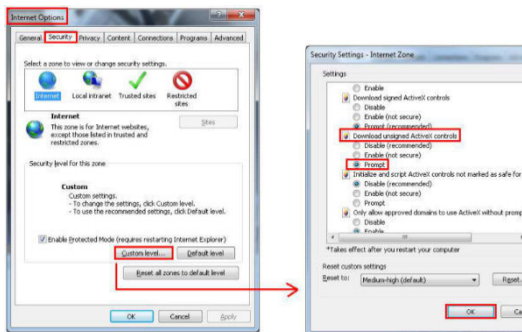 Internet Options
General Security Privacy Content Connections Programs Advanced
Select a zone to view or change security settings.
Internet Local intranet Trusted sites Restricted sites
Internet
This zone is for Internet websites,
except those listed in trusted and
restricted zones.
Sites
Security level for this zone
Custom
Custom settings.
- To change the settings, click Custom level.
- To use the recommended settings, click Default level.
Enable Protected Mode (requires restarting Internet Explorer)
Custom level... Default level
Reset all zones to default level
OK Cancel Apply
Security Settings - Internet Zone
Settings
Enable
Download signed ActiveX controls
Disable
Enable (not secure)
Prompt (recommended)
Download unsigned ActiveX controls
Disable (recommended)
Enable (not secure)
Prompt
Initialize and script ActiveX controls not marked as safe for
Disable (recommended)
Enable (not secure)
Prompt
Only allow approved domains to use ActiveX without promp
Disable
Enable
*Takes effect after you restart your computer
Reset custom settings
Reset to: Medium-high (default) Reset..
OK Ca